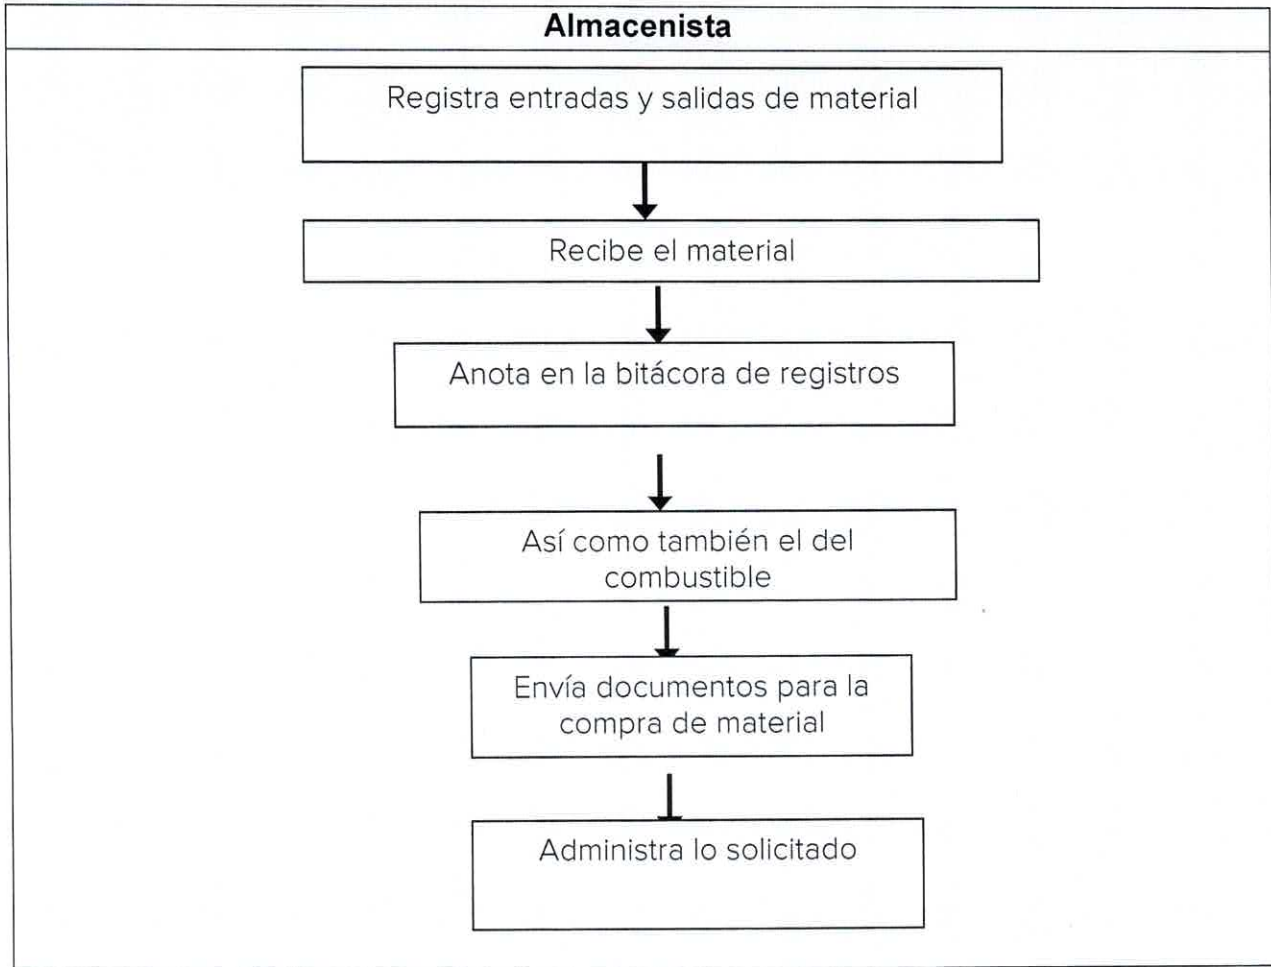 Almacenista
Registra entradas y salidas de material
Recibe el material
Anota en la bitácora de registros
Así como también el del
combustible
Envía documentos para la
compra de material
Administra lo solicitado